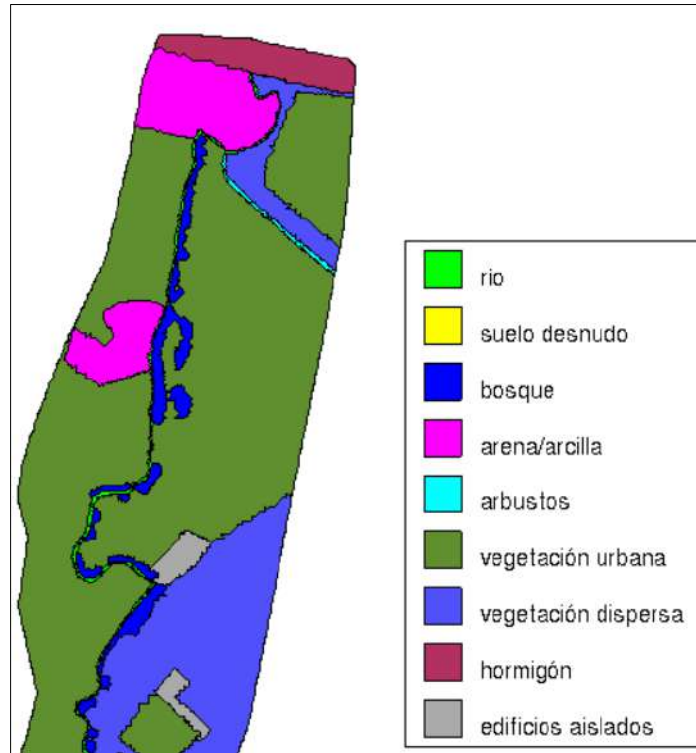 rio
suelo desnudo
bosque
arena/arcilla
arbustos
vegetación urbana
vegetación dispersa
hormigón
edificios aislados